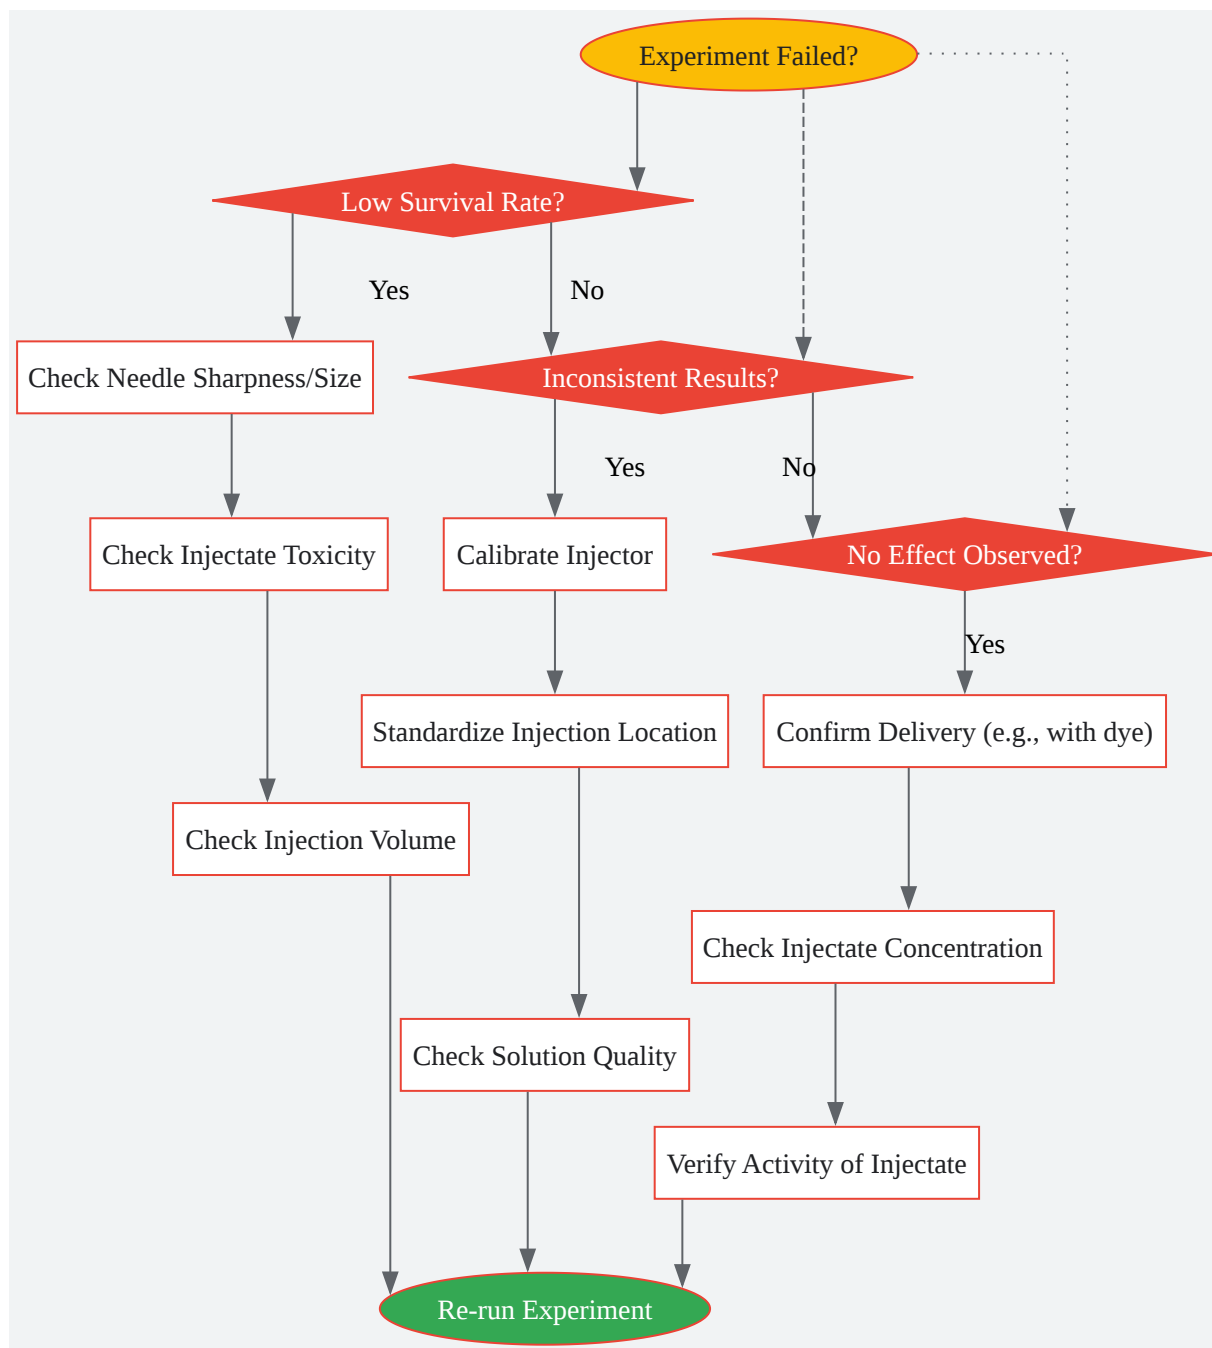 Experiment Failed?
Low Survival Rate?
Yes
No
Check Needle Sharpness/Size
Inconsistent Results?
Yes
No
Check Injectate Toxicity
Calibrate Injector
No Effect Observed?
Yes
Standardize Injection Location
Confirm Delivery (e.g., with dye)
Check Injection Volume
Check Injectate Concentration
Check Solution Quality
Verify Activity of Injectate
Re-run Experiment